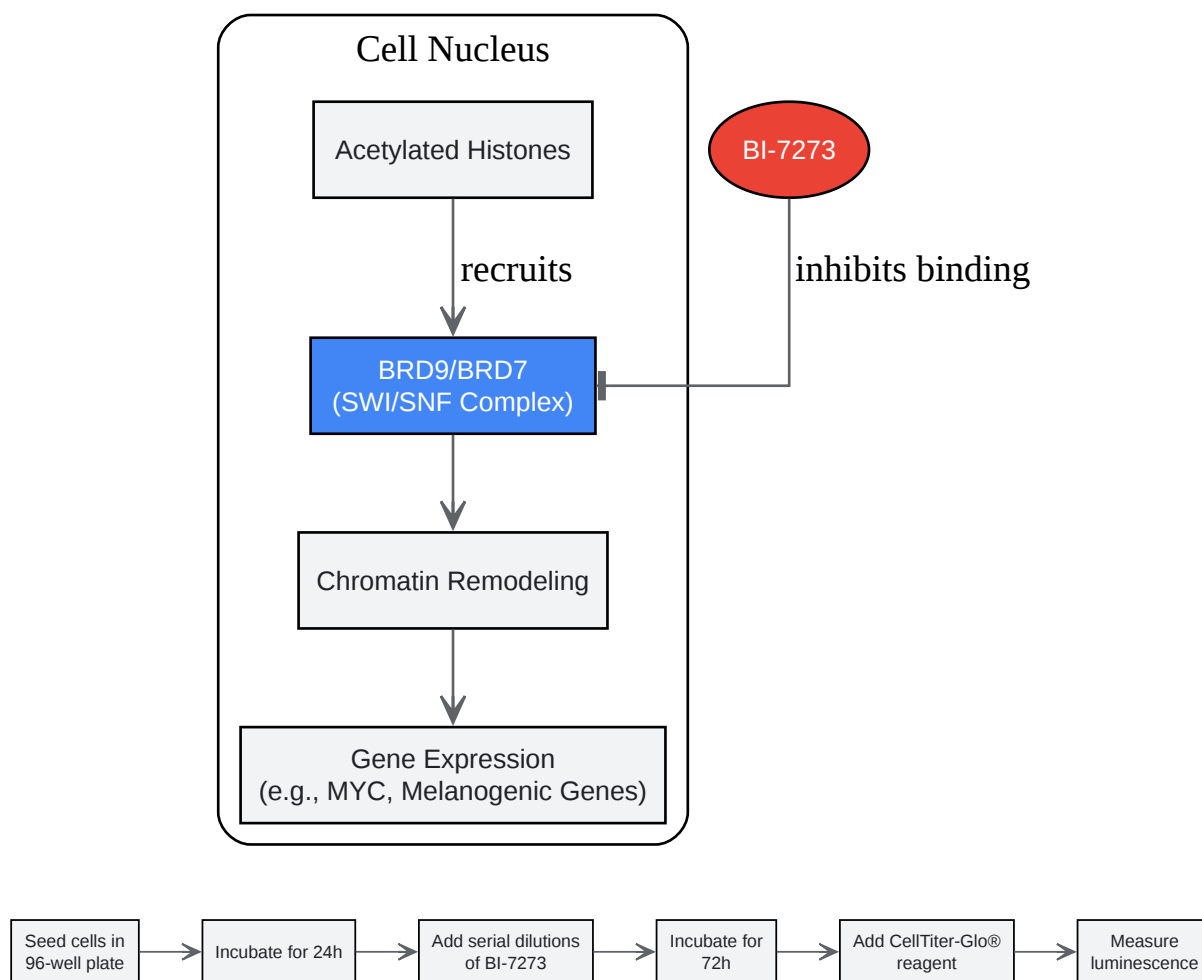 Cell Nucleus
Acetylated Histones
BI-7273
recruits
inhibits binding
BRD9/BRD7
(SWI/SNF Complex)
Chromatin Remodeling
Gene Expression
(e.g., MYC, Melanogenic Genes)
Seed cells in
96-well plate
Incubate for 24h
Add serial dilutions
of BI-7273
Incubate for
72h
Add CellTiter-Glo®
reagent
Measure
luminescence